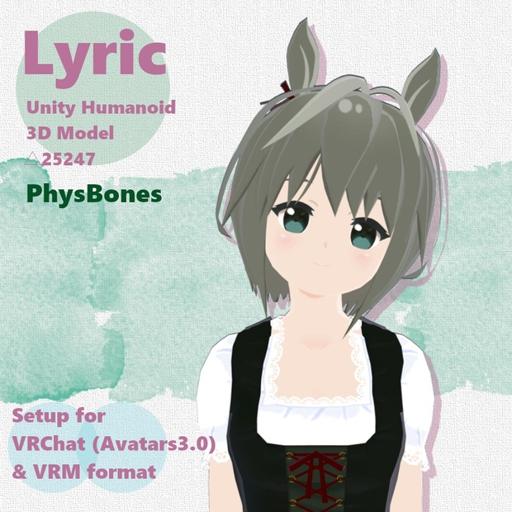 Lyric
Unity Humanoid
3D Model
△25247
PhysBones
Setup for
VRChat (Avatars3.0)
& VRM format